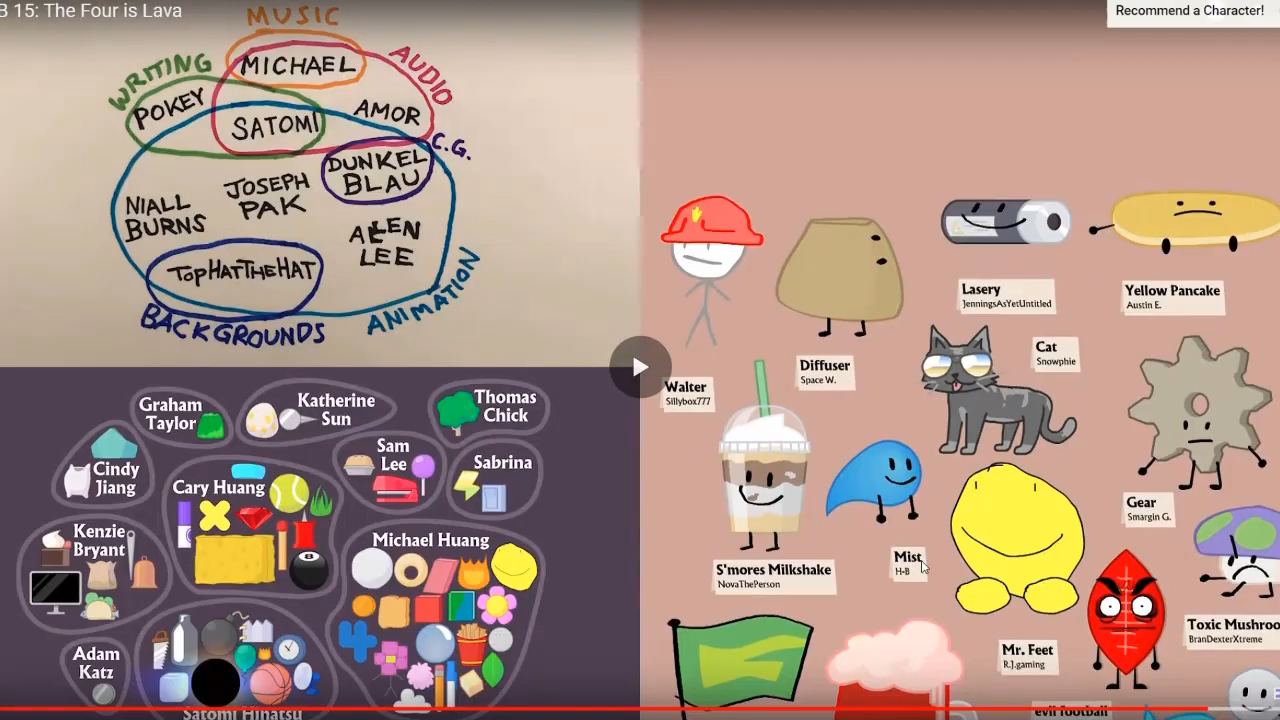 B 15: The Four is Lava
Recommend a Character!
MUSIC
WRITING
AUDIO
MICHAEL
POKEY
AMOR
SATOMI
C.G.
DUNKEL
BLAU
JOSEPH
PAK
NIALL
BURNS
ALLEN
LEE
TOPHATTHEHAT
BACKGROUNDS
ANIMATION
Graham
Taylor
Katherine
Sun
Thomas
Chick
Cindy
Jiang
Sam
Lee
Sabrina
Cary Huang
Kenzie
Bryant
Michael Huang
8
Adam
Katz
Satomi Hinatsu
Lasery
JenningsAsYetUntitled
Yellow Pancake
Austin E.
Walter
Sillybox777
Diffuser
Space W.
Cat
Snowphie
Gear
Smargin G.
S'mores Milkshake
NovaThePerson
Mist
H-B
Mr. Feet
R.J.gaming
Toxic Mushroo
BranDexterXtreme
evil football